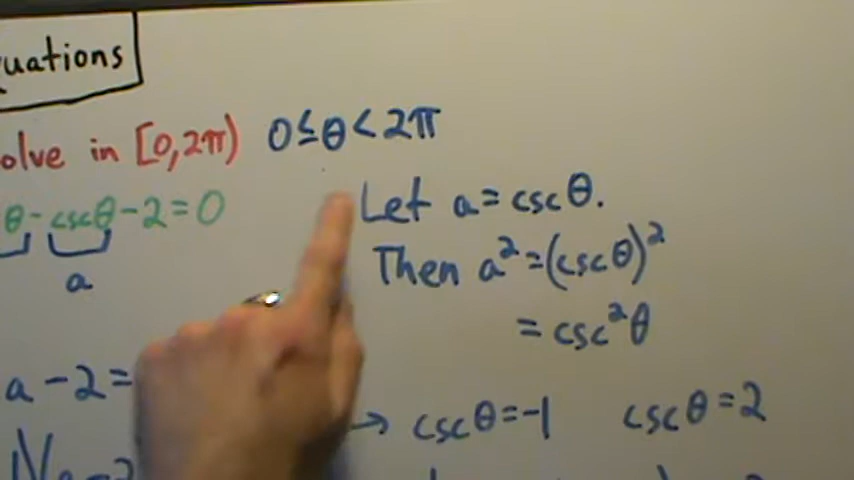 quations
olve in [0,2π) 0≤θ<2π
θ-cscθ-2=0
a
Let a=cscθ.
Then a²=(cscθ)²
=csc²θ
a-2=
→ cscθ=-1 cscθ=2